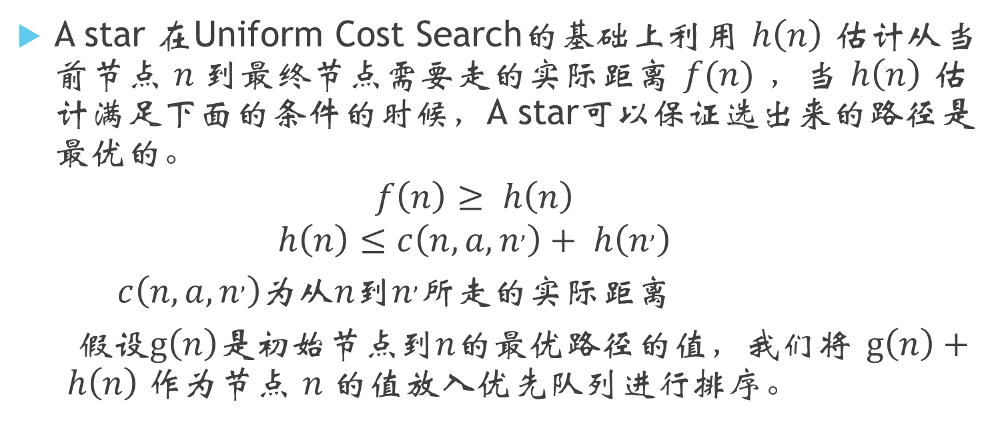 A star 在Uniform Cost Search的基础上利用 h(n) 估计从当
前节点 n 到最终节点需要走的实际距离 f(n) ，当 h(n) 估
计满足下面的条件的时候，A star可以保证选出来的路径是
最优的。
f(n) ≥ h(n)
h(n) ≤ c(n, a, n’) + h(n’)
c(n, a, n’)为从n到n’所走的实际距离
假设g(n)是初始节点到n的最优路径的值，我们将 g(n) +
h(n) 作为节点 n 的值放入优先队列进行排序。